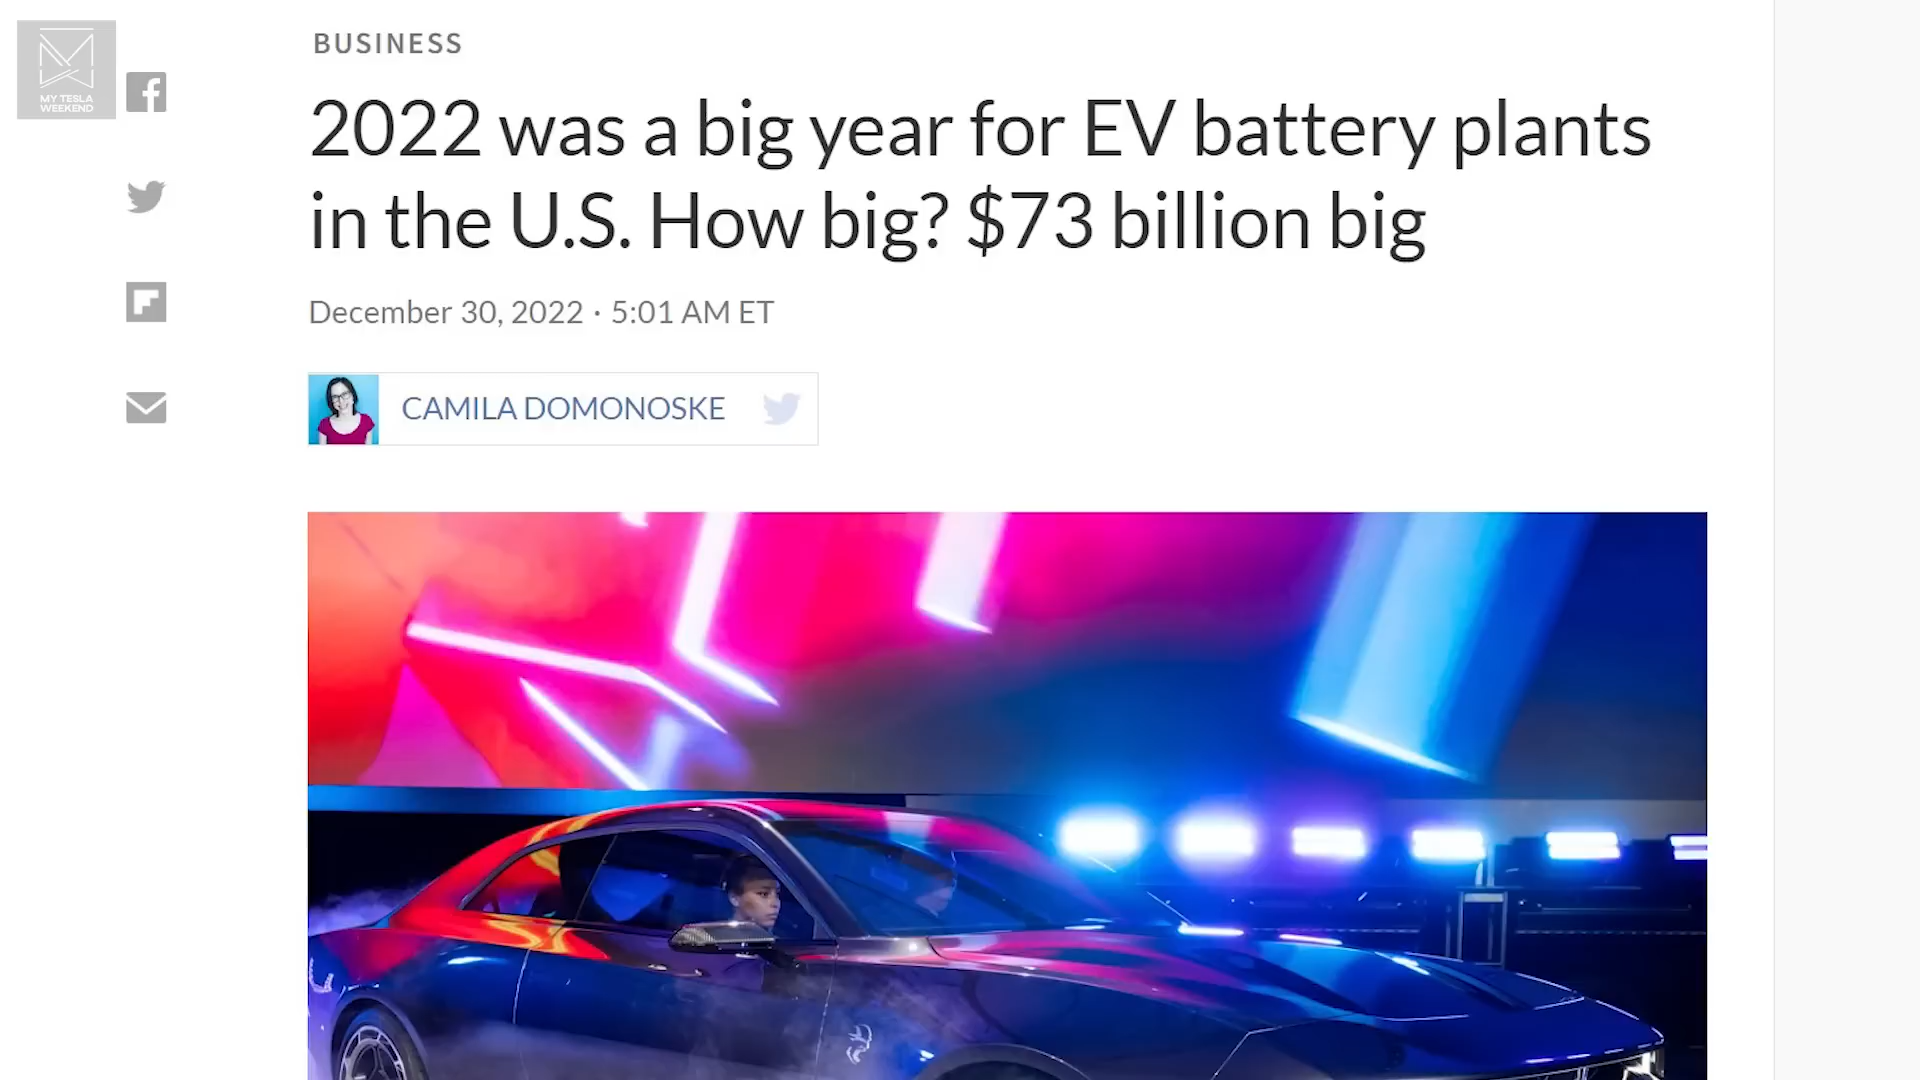 MY TESLA
WEEKEND
BUSINESS
2022 was a big year for EV battery plants
in the U.S. How big? $73 billion big
December 30, 2022 · 5:01 AM ET
CAMILA DOMONOSKE